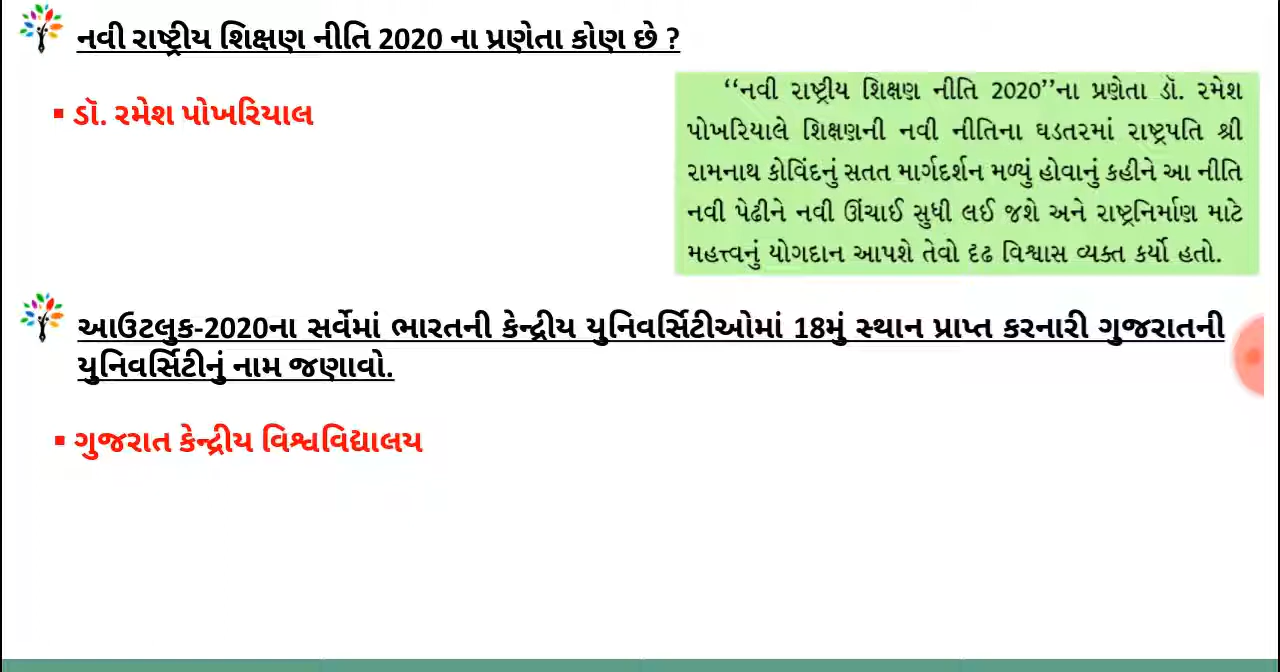 નવી રાષ્ટ્રીય શિક્ષણ નીતિ 2020 ના પ્રણેતા કોણ છે ?
▪ ડૉ. રમેશ પોખરિયાલ
‘‘નવી રાષ્ટ્રીય શિક્ષણ નીતિ 2020’’ના પ્રણેતા ડૉ. રમેશ
પોખરિયાલે શિક્ષણની નવી નીતિના ઘડતરમાં રાષ્ટ્રપતિ શ્રી
રામનાથ કોવિંદનું સતત માર્ગદર્શન મળ્યું હોવાનું કહીને આ નીતિ
નવી પેઢીને નવી ઊંચાઈ સુધી લઈ જશે અને રાષ્ટ્રનિર્માણ માટે
મહત્ત્વનું યોગદાન આપશે તેવો દૃઢ વિશ્વાસ વ્યક્ત કર્યો હતો.
આઉટલુક-2020ના સર્વેમાં ભારતની કેન્દ્રીય યુનિવર્સિટીઓમાં 18મું સ્થાન પ્રાપ્ત કરનારી ગુજરાતની
યુનિવર્સિટીનું નામ જણાવો.
▪ ગુજરાત કેન્દ્રીય વિશ્વવિદ્યાલય